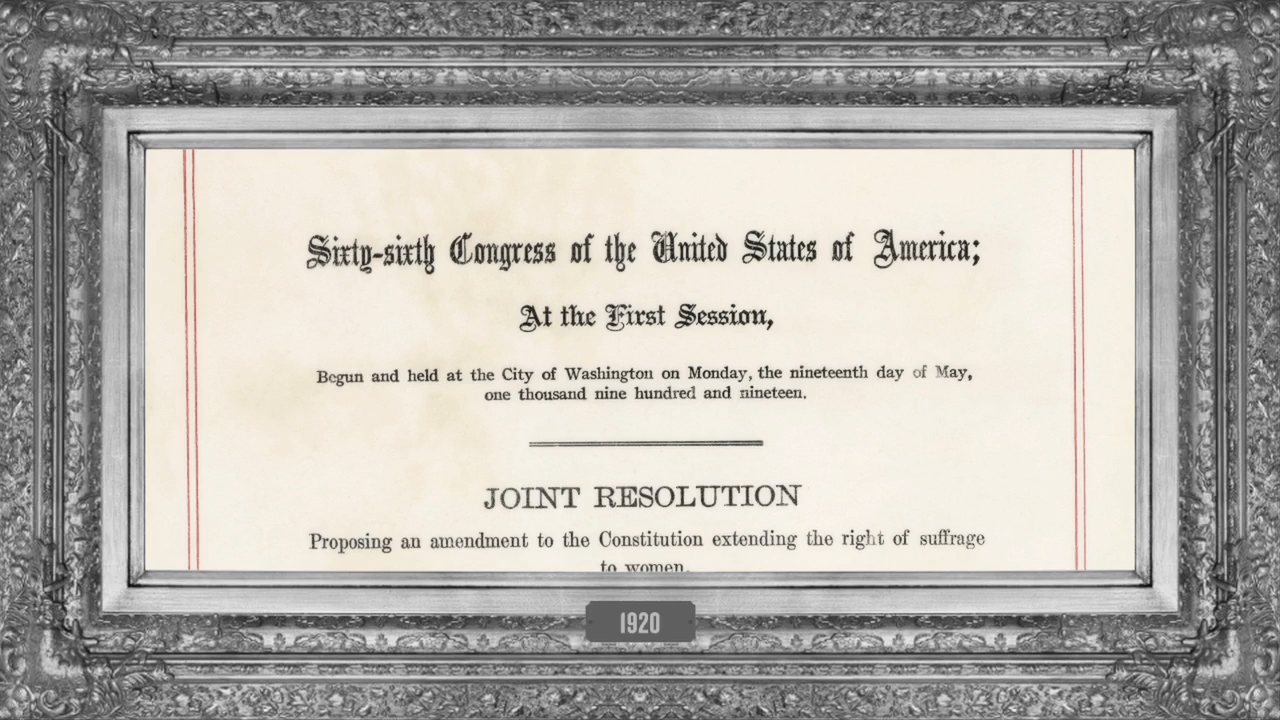 Sixty-sixth Congress of the United States of America;
At the First Session,
Begun and held at the City of Washington on Monday, the nineteenth day of May,
one thousand nine hundred and nineteen.
JOINT RESOLUTION
Proposing an amendment to the Constitution extending the right of suffrage
to women.
1920